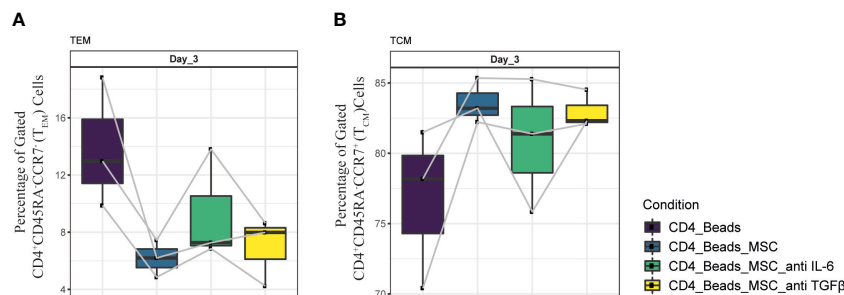 A
TEM
Day_3
Percentage of Gated
CD4⁺CD45RA⁻CCR7⁻(T_EM) Cells
16
12
8
4
B
TCM
Day_3
Percentage of Gated
CD4⁺CD45RA⁻CCR7⁺(T_CM)Cells
85
80
75
70
Condition
CD4_Beads
CD4_Beads_MSC
CD4_Beads_MSC_anti IL-6
CD4_Beads_MSC_anti TGFβ